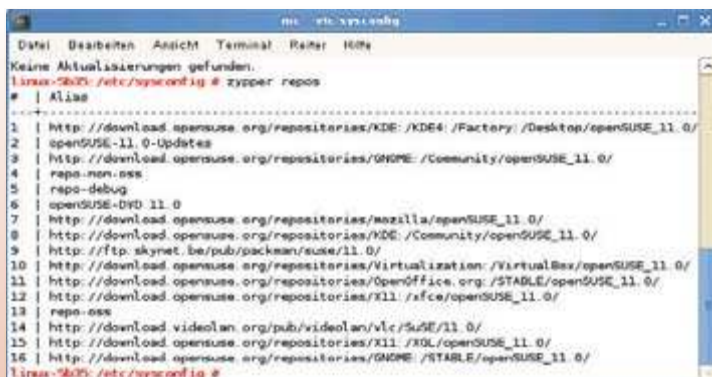 mc - etc/sysconfig
Datei Bearbeiten Ansicht Terminal Reiter Hilfe
Keine Aktualisierungen gefunden.
linux-5b35:/etc/sysconfig # zypper repos
# | Alias
1 | http://download.opensuse.org/repositories/KDE:/KDE4:/Factory:/Desktop/openSUSE_11.0/
2 | openSUSE-11.0-Updates
3 | http://download.opensuse.org/repositories/GNOME:/Community/openSUSE_11.0/
4 | repo-non-oss
5 | repo-debug
6 | openSUSE-DVD 11.0
7 | http://download.opensuse.org/repositories/mozilla/openSUSE_11.0/
8 | http://download.opensuse.org/repositories/KDE:/Community/openSUSE_11.0/
9 | http://ftp.skynet.be/pub/packman/suse/11.0/
10 | http://download.opensuse.org/repositories/Virtualization:/VirtualBox/openSUSE_11.0/
11 | http://download.opensuse.org/repositories/OpenOffice.org:/STABLE/openSUSE_11.0/
12 | http://download.opensuse.org/repositories/X11:/xfce/openSUSE_11.0/
13 | repo-oss
14 | http://download.videolan.org/pub/videolan/vlc/SuSE/11.0/
15 | http://download.opensuse.org/repositories/X11:/XGL/openSUSE_11.0/
16 | http://download.opensuse.org/repositories/GNOME:/STABLE/openSUSE_11.0/
linux-5b35:/etc/sysconfig #